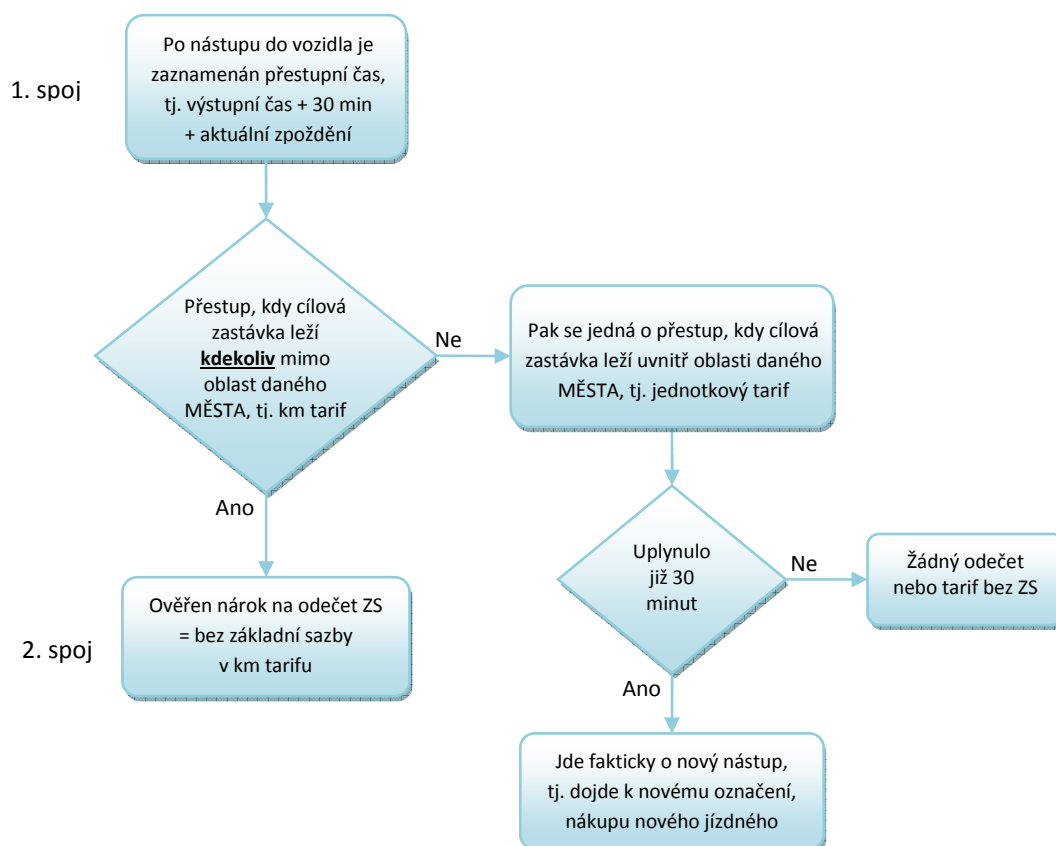 1. spoj
Po nástupu do vozidla je
zaznamenán přestupní čas,
tj. výstupní čas + 30 min
+ aktuální zpoždění
Přestup, kdy cílová
zastávka leží
kdekoliv mimo
oblast daného
MĚSTA, tj. km tarif
Ne
Pak se jedná o přestup, kdy cílová
zastávka leží uvnitř oblasti daného
MĚSTA, tj. jednotkový tarif
Ano
Uplynulo
již 30
minut
Ne
Žádný odečet
nebo tarif bez ZS
2. spoj
Ověřen nárok na odečet ZS
= bez základní sazby
v km tarifu
Ano
Jde fakticky o nový nástup,
tj. dojde k novému označení,
nákupu nového jízdného